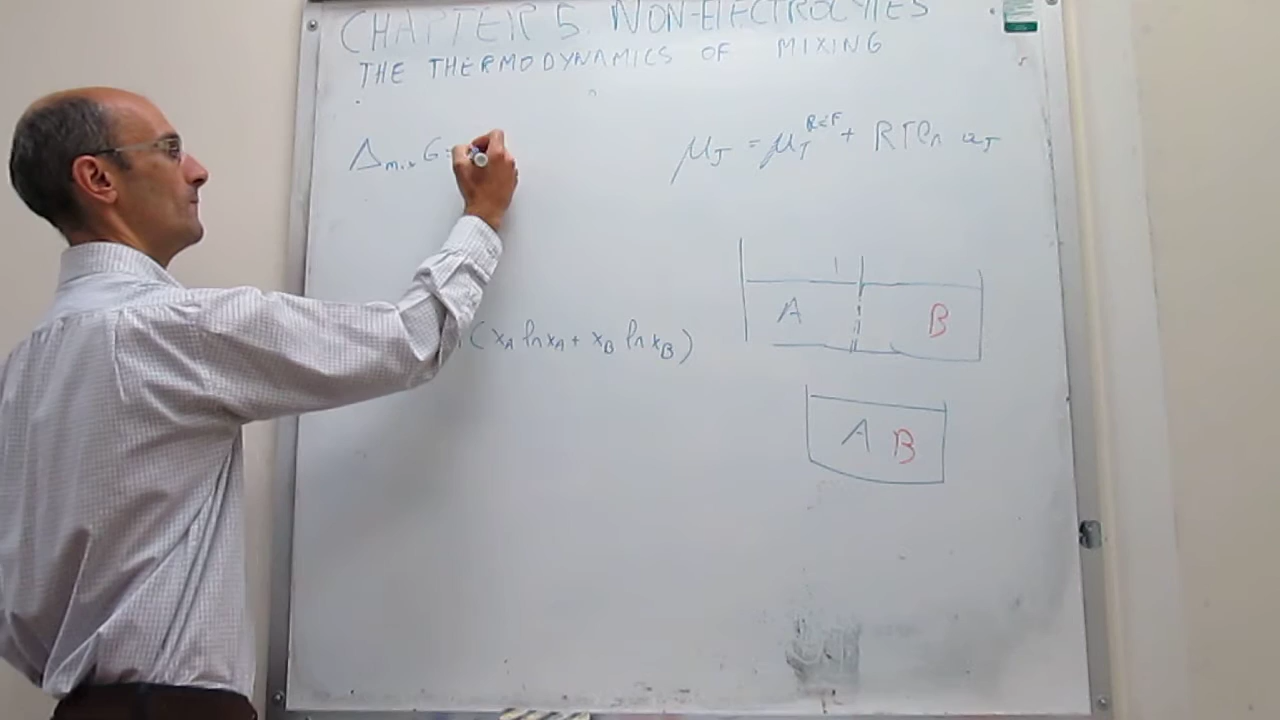 CHAPTER 5. NON-ELECTROLYTES
THE THERMODYNAMICS OF MIXING
Δmix G =
μJ = μJ^REF + RT ln aJ
A B
(xA ln xA + xB ln xB)
A B